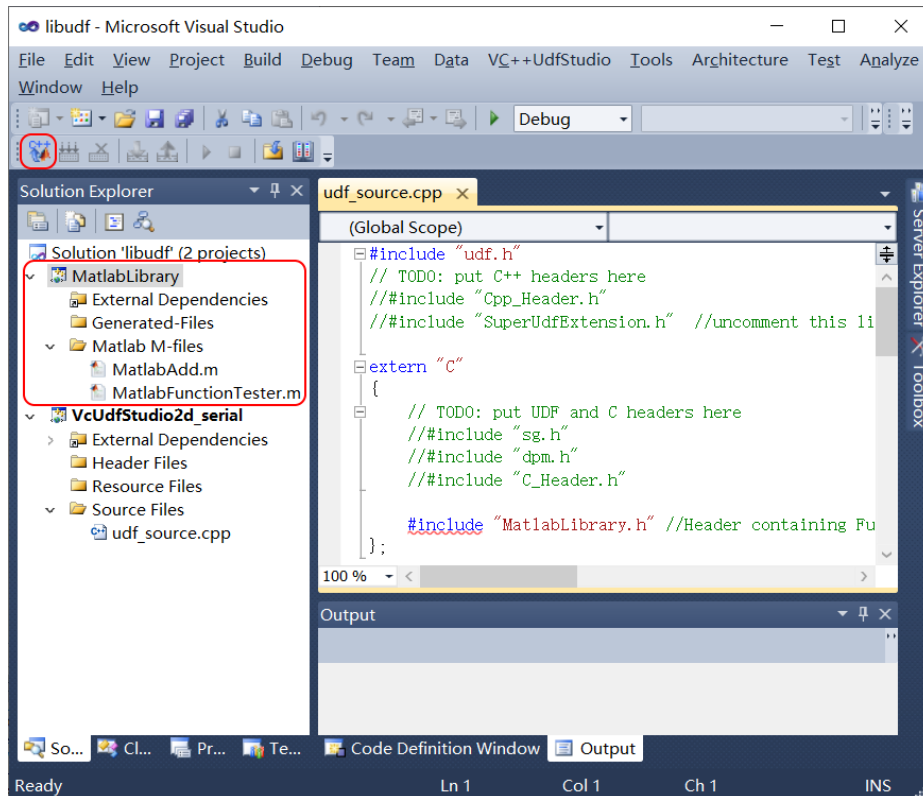 libudf - Microsoft Visual Studio
File Edit View Project Build Debug Team Data VC++UdfStudio Tools Architecture Test Analyze
Window Help
Debug
Solution Explorer
udf_source.cpp
(Global Scope)
Solution 'libudf' (2 projects)
MatlabLibrary
External Dependencies
Generated-Files
Matlab M-files
MatlabAdd.m
MatlabFunctionTester.m
VcUdfStudio2d_serial
External Dependencies
Header Files
Resource Files
Source Files
udf_source.cpp
#include "udf.h"
// TODO: put C++ headers here
//#include "Cpp_Header.h"
//#include "SuperUdfExtension.h" //uncomment this li
extern "C"
{
// TODO: put UDF and C headers here
//#include "sg.h"
//#include "dpm.h"
//#include "C_Header.h"
#include "MatlabLibrary.h" //Header containing Fu
};
100 %
Output
Server Explorer
Toolbox
So... Cl... Pr... Te...
Code Definition Window Output
Ready Ln 1 Col 1 Ch 1 INS